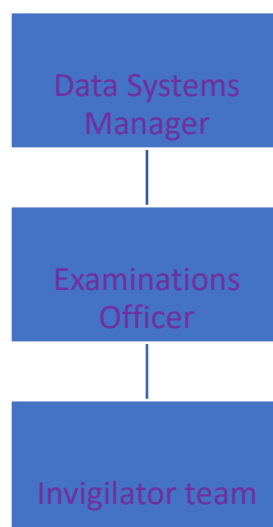 Data Systems
Manager
Examinations
Officer
Invigilator team